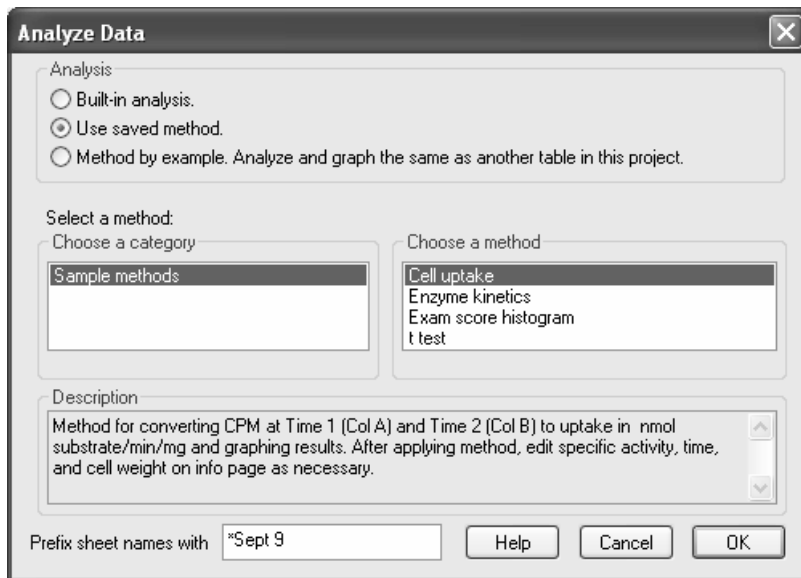 Analyze Data
Analysis
Built-in analysis.
Use saved method.
Method by example. Analyze and graph the same as another table in this project.
Select a method:
Choose a category
Choose a method
Sample methods
Cell uptake
Enzyme kinetics
Exam score histogram
t test
Description
Method for converting CPM at Time 1 (Col A) and Time 2 (Col B) to uptake in nmol
substrate/min/mg and graphing results. After applying method, edit specific activity, time,
and cell weight on info page as necessary.
Prefix sheet names with *Sept 9 Help Cancel OK